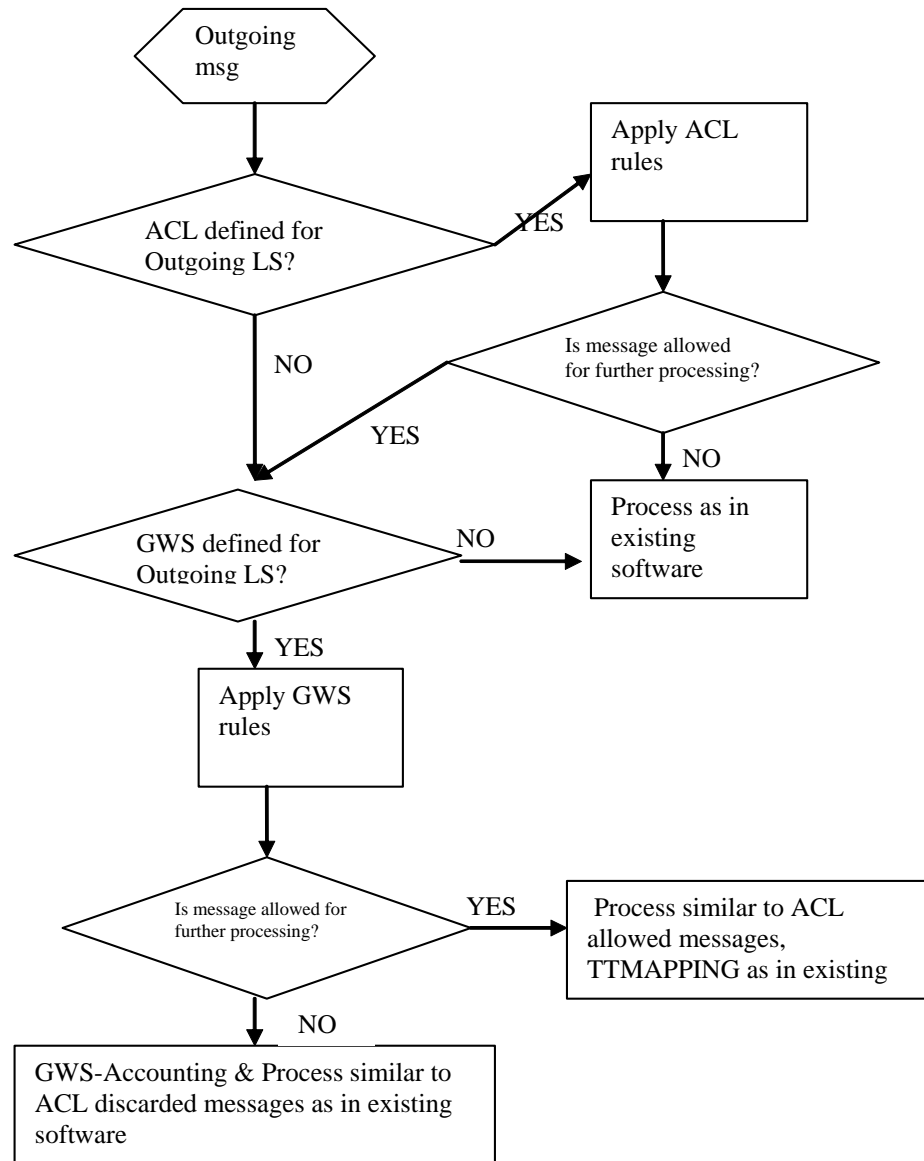 Outgoing
msg
Apply ACL
rules
YES
ACL defined for
Outgoing LS?
Is message allowed
for further processing?
NO
YES
NO
Process as in
existing
software
GWS defined for
Outgoing LS?
NO
YES
Apply GWS
rules
Is message allowed for
further processing?
YES
Process similar to ACL
allowed messages,
TTMAPPING as in existing
NO
GWS-Accounting & Process similar to
ACL discarded messages as in existing
software